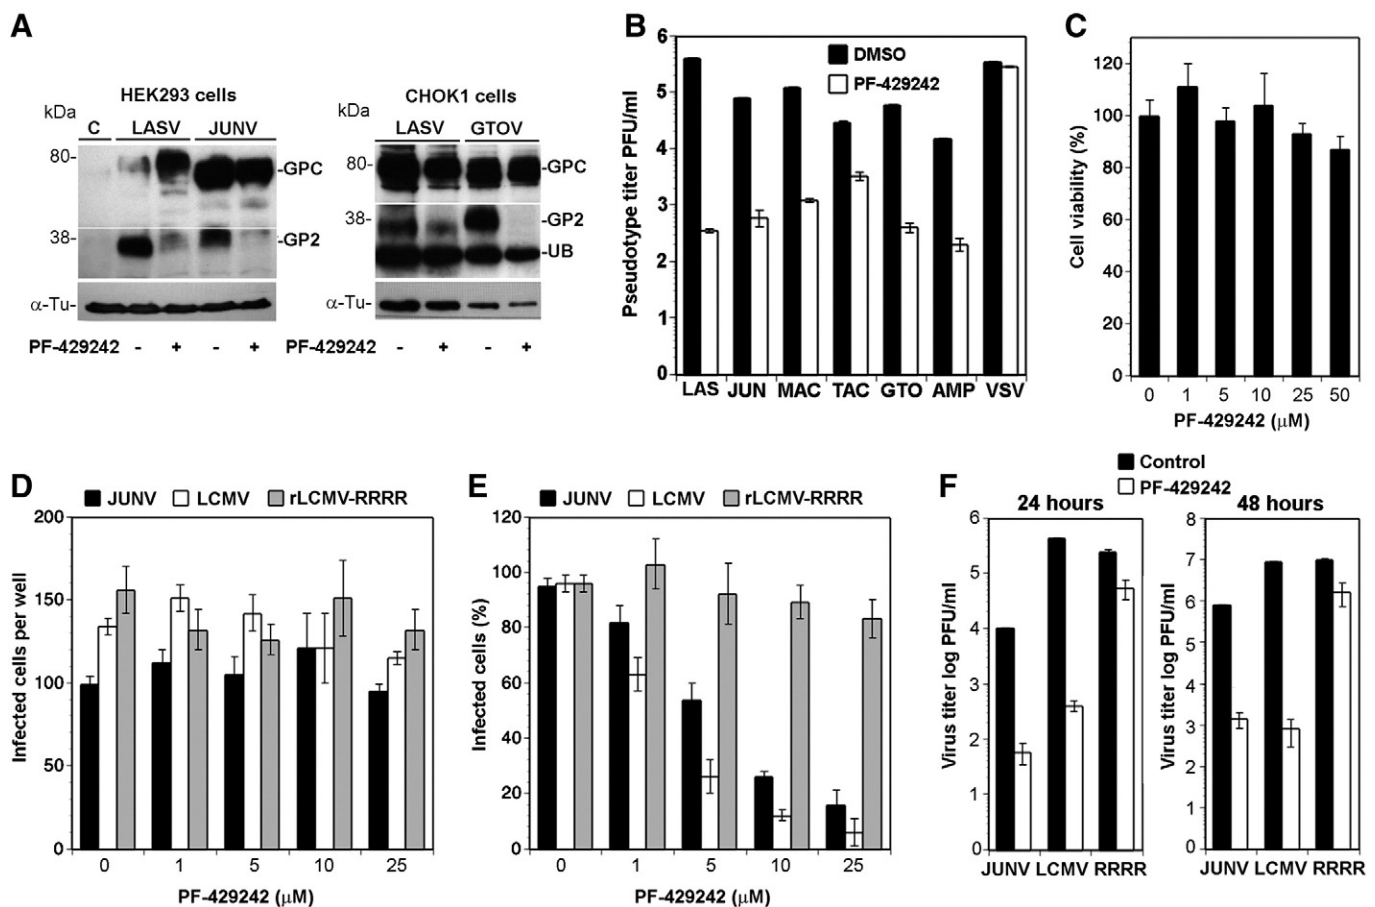 A
HEK293 cells
kDa
C LASV JUNV
80-
-GPC
38-
-GP2
α-Tu-
PF-429242 - + - +
CHOK1 cells
kDa
LASV GTOV
80-
-GPC
38-
-GP2
-UB
α-Tu-
PF-429242 - + - +
B
Pseudotype titer PFU/ml
6
5
4
3
2
1
0
DMSO
PF-429242
LAS JUN MAC TAC GTO AMP VSV
C
Cell viability (%)
120
100
80
60
40
20
0
0 1 5 10 25 50
PF-429242 (μM)
D
JUNV LCMV rLCMV-RRRR
Infected cells per well
200
150
100
50
0
0 1 5 10 25
PF-429242 (μM)
E
JUNV LCMV rLCMV-RRRR
Infected cells (%)
120
100
80
60
40
20
0
0 1 5 10 25
PF-429242 (μM)
F
Control
PF-429242
24 hours
Virus titer log PFU/ml
6
5
4
3
2
1
0
JUNV LCMV RRRR
48 hours
Virus titer log PFU/ml
8
7
6
5
4
3
2
1
0
JUNV LCMV RRRR